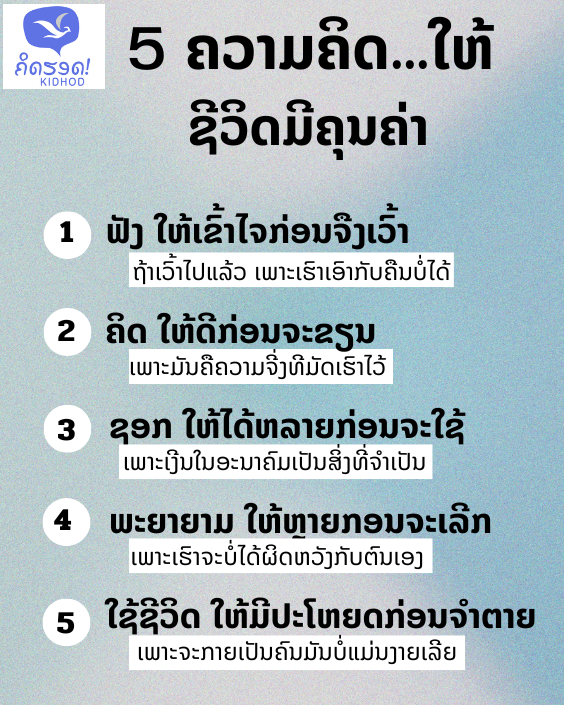 ຄິດຮອດ!
KIDHOD
5 ຄວາມຄິດ...ໃຫ້
ຊີວິດມີຄຸນຄ່າ
1 ຟັງ ໃຫ້ເຂົ້າໃຈກ່ອນຈຶງເວົ້າ
ຖ້າເວົ້າໄປແລ້ວ ເພາະເຮົາເອົາກັບຄືນບໍ່ໄດ້
2 ຄິດ ໃຫ້ດີກ່ອນຈະຂຽນ
ເພາະມັນຄືຄວາມຈີ່ງທີມັດເຮົາໄວ້
3 ຊອກ ໃຫ້ໄດ້ຫລາຍກ່ອນຈະໃຊ້
ເພາະເງີນໃນອະນາຄົມເປັນສິ່ງທີ່ຈຳເປັນ
4 ພະຍາຍາມ ໃຫ້ຫຼາຍກອນຈະເລີກ
ເພາະເຮົາຈະບໍ່ໄດ້ຜິດຫວັງກັບຕົນເອງ
5 ໃຊ້ຊີວິດ ໃຫ້ມີປະໂຫຍດກ່ອນຈຳຕາຍ
ເພາະຈະກາຍເປັນຄົນມັນບໍ່ແມ່ນງາຍເລີຍ